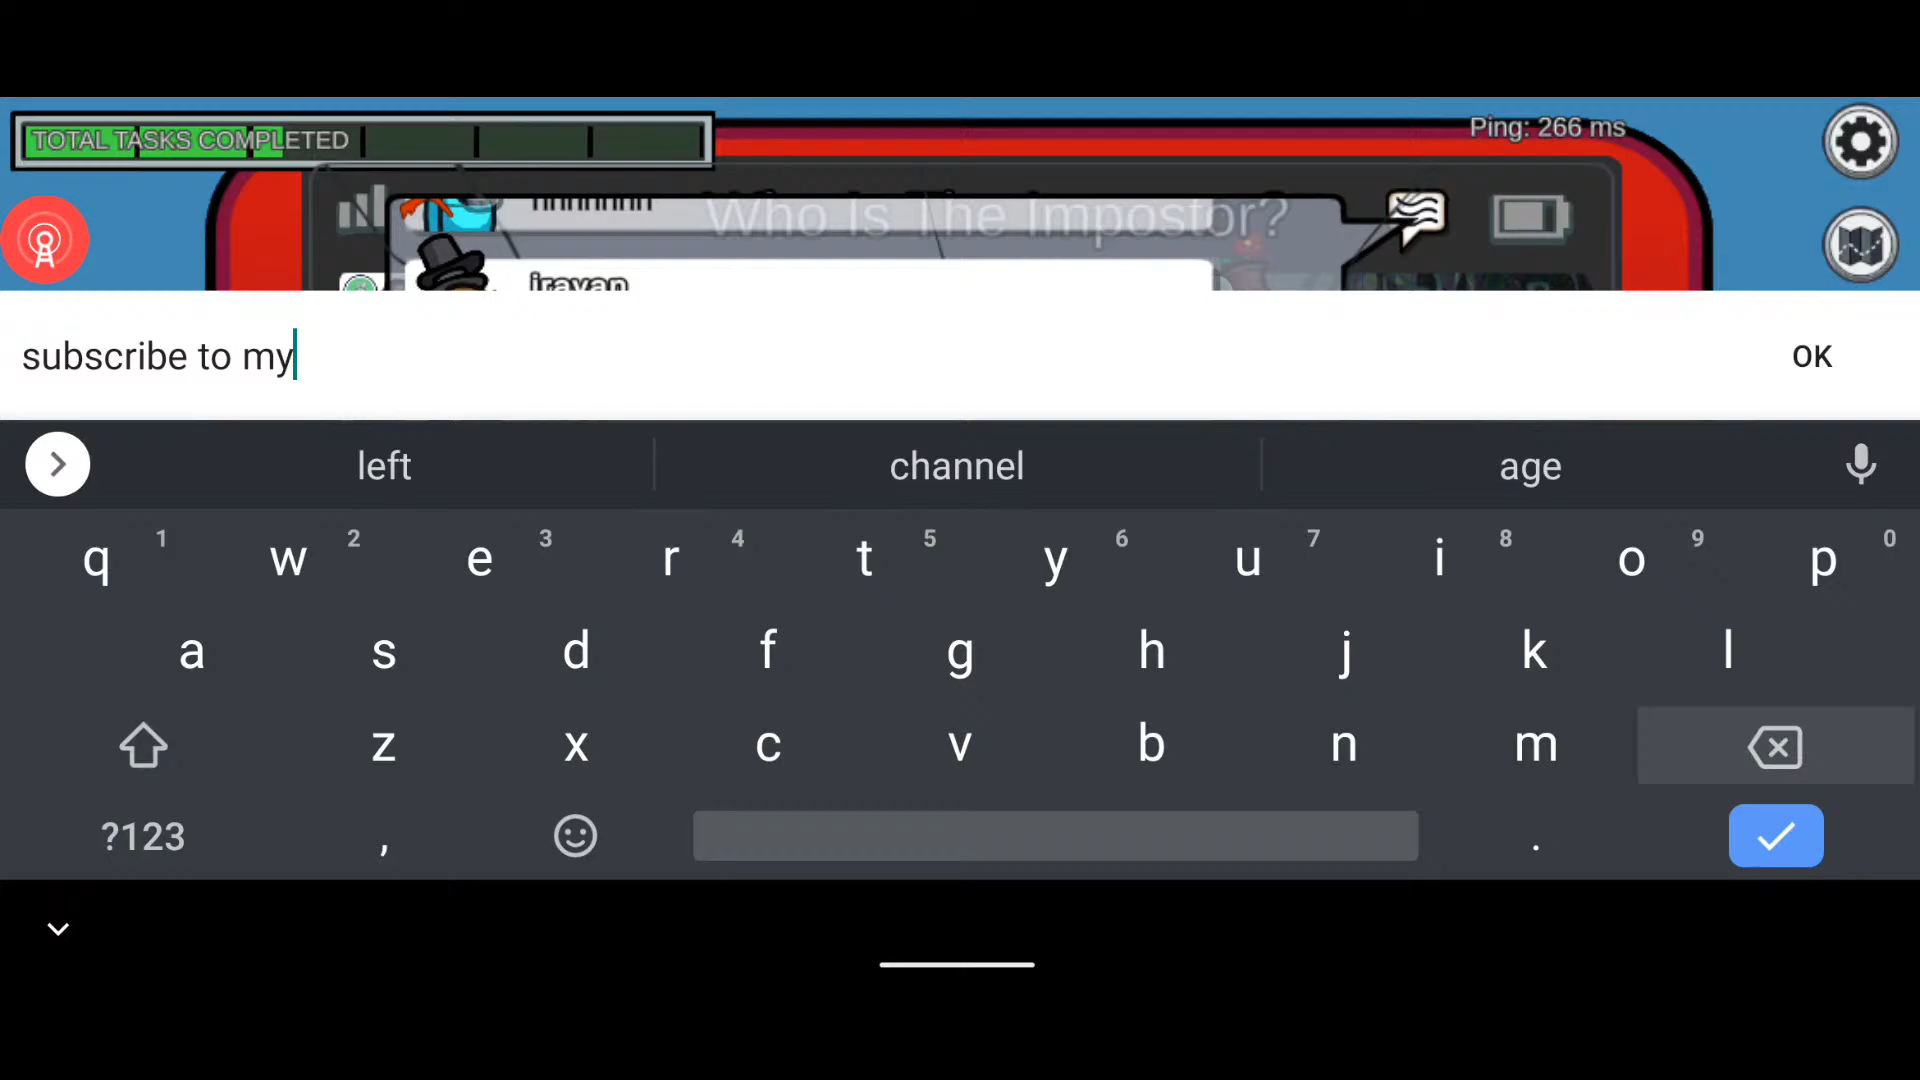 TOTAL TASKS COMPLETED
Ping: 266 ms
Who Is The Impostor?
subscribe to my
OK
left channel age
q 1 w 2 e 3 r 4 t 5 y 6 u 7 i 8 o 9 p 0
a s d f g h j k l
z x c v b n m
?123 , .